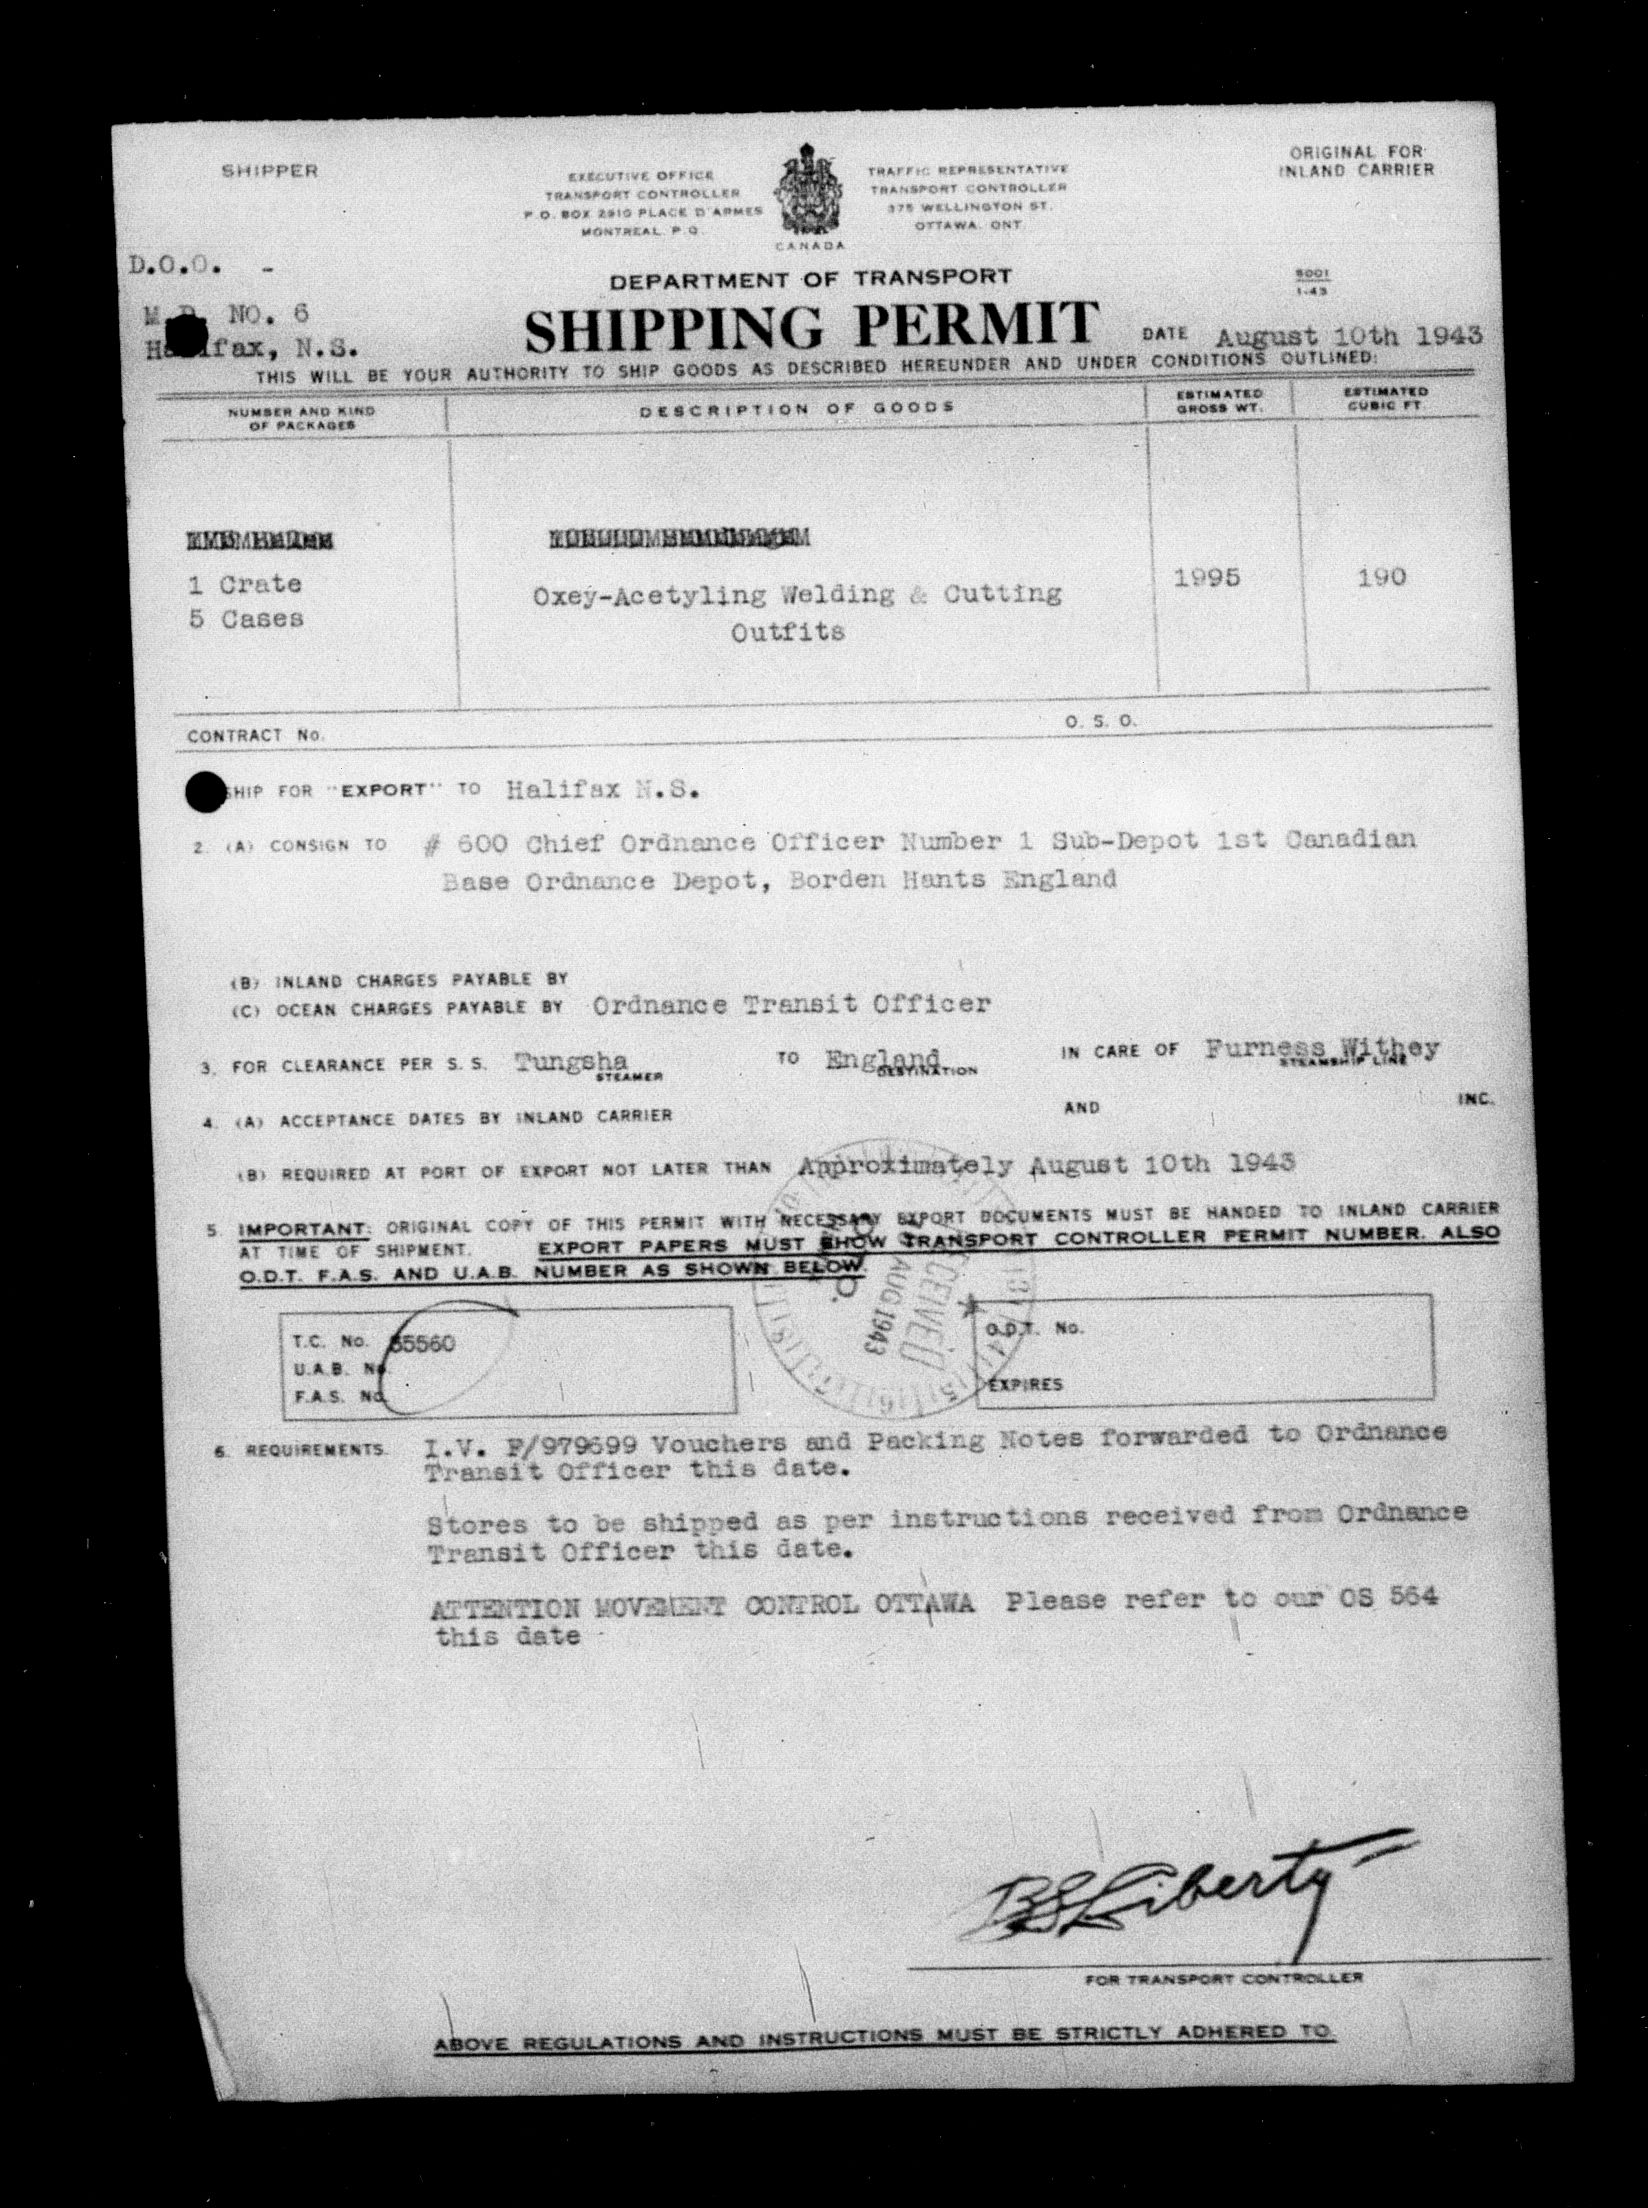 SHIPPER
EXECUTIVE OFFICE
TRANSPORT CONTROLLER
P.O. BOX 2910 PLACE D'ARMES
MONTREAL. P.Q.
CANADA
TRAFFIC REPRESENTATIVE
TRANSPORT CONTROLLER
375 WELLINGTON ST.
OTTAWA. ONT
ORIGINAL FOR
INLAND CARRIER
D.O.O. -
M.D. NO. 6
Halifax, N.S.
DEPARTMENT OF TRANSPORT
5001
1-43
SHIPPING PERMIT
DATE August 10th 1943
THIS WILL BE YOUR AUTHORITY TO SHIP GOODS AS DESCRIBED HEREUNDER AND UNDER CONDITIONS OUTLINED:
NUMBER AND KIND
OF PACKAGES
DESCRIPTION OF GOODS
ESTIMATED
GROSS WT.
ESTIMATED
CUBIC FT
1 Crate
5 Cases
Oxey-Acetyling Welding & Cutting
Outfits
1995
190
CONTRACT No.
O. S. O.
SHIP FOR "EXPORT" TO Halifax N.S.
2. (A) CONSIGN TO # 600 Chief Ordnance Officer Number 1 Sub-Depot 1st Canadian
Base Ordnance Depot, Borden Hants England
(B) INLAND CHARGES PAYABLE BY
(C) OCEAN CHARGES PAYABLE BY Ordnance Transit Officer
3. FOR CLEARANCE PER S. S. Tungsha TO England IN CARE OF Furness Withey
STEAMER DESTINATION STEAMSHIP LINE
4. (A) ACCEPTANCE DATES BY INLAND CARRIER AND INC.
(B) REQUIRED AT PORT OF EXPORT NOT LATER THAN Approximately August 10th 1943
5. IMPORTANT: ORIGINAL COPY OF THIS PERMIT WITH NECESSARY EXPORT DOCUMENTS MUST BE HANDED TO INLAND CARRIER
AT TIME OF SHIPMENT. EXPORT PAPERS MUST SHOW TRANSPORT CONTROLLER PERMIT NUMBER. ALSO
O.D.T. F.A.S. AND U.A.B. NUMBER AS SHOWN BELOW.
RECEIVED
AUG 1943
T.C. No. 85560
U.A.B. No.
F.A.S. No.
O.D.T. No.
EXPIRES
6. REQUIREMENTS. I.V. F/979699 Vouchers and Packing Notes forwarded to Ordnance
Transit Officer this date.
Stores to be shipped as per instructions received from Ordnance
Transit Officer this date.
ATTENTION MOVEMENT CONTROL OTTAWA Please refer to our OS 564
this date
BSLiberty
FOR TRANSPORT CONTROLLER
ABOVE REGULATIONS AND INSTRUCTIONS MUST BE STRICTLY ADHERED TO.